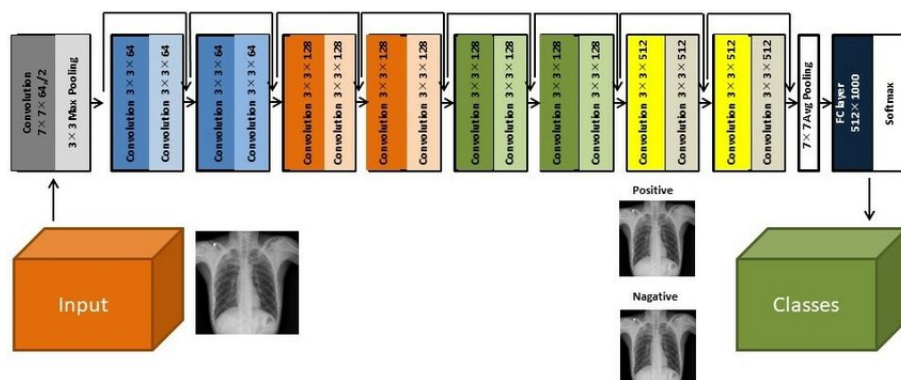 Convolution
7×7×64,/2
3×3 Max Pooling
Convolution 3×3×64
Convolution 3×3×64
Convolution 3×3×64
Convolution 3×3×64
Convolution 3×3×128
Convolution 3×3×128
Convolution 3×3×128
Convolution 3×3×128
Convolution 3×3×128
Convolution 3×3×128
Convolution 3×3×128
Convolution 3×3×128
Convolution 3×3×512
Convolution 3×3×512
Convolution 3×3×512
Convolution 3×3×512
7×7 Avg Pooling
FC layer
512×1000
Softmax
Positive
Nagative
Input
Classes